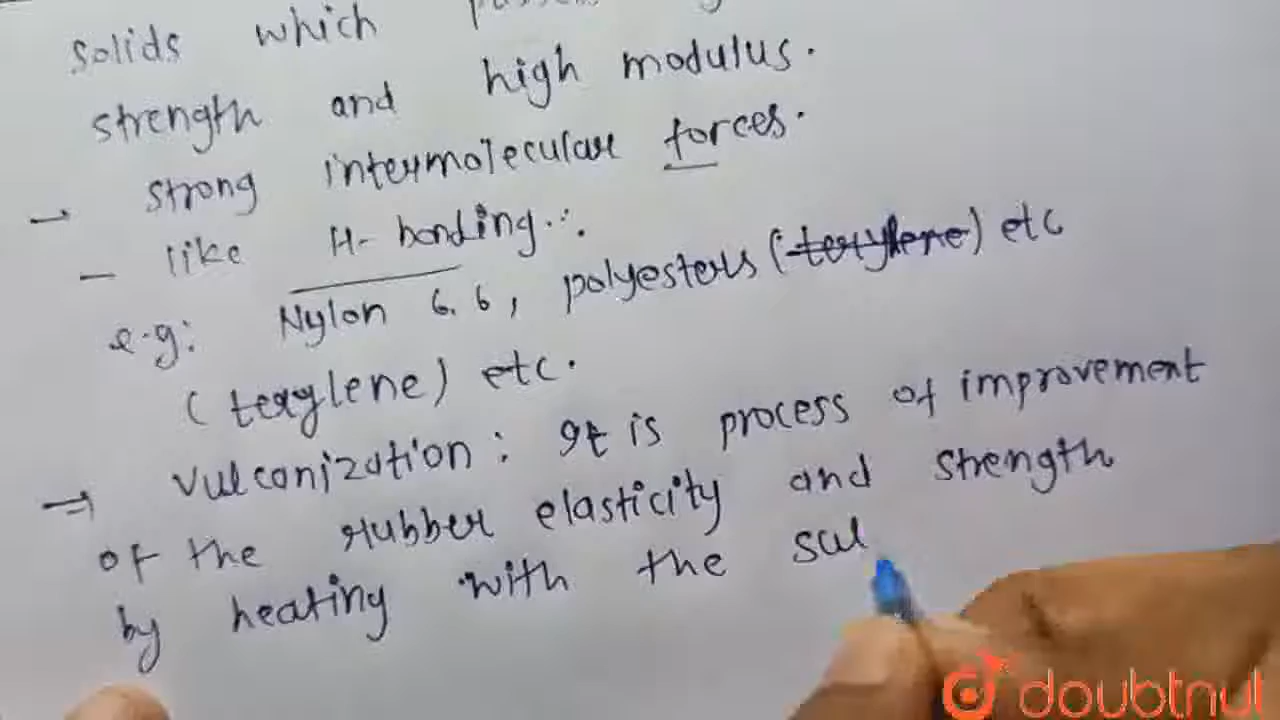 solids which
strength and high modulus.
→ strong intermolecular forces.
– like H-bonding ∴
e.g: Nylon 6.6, polyesters (terylene) etc
(terylene) etc.
⇒ vulconization: It is process of improvement
of the rubber elasticity and strength
by heating with the sul
doubtnut